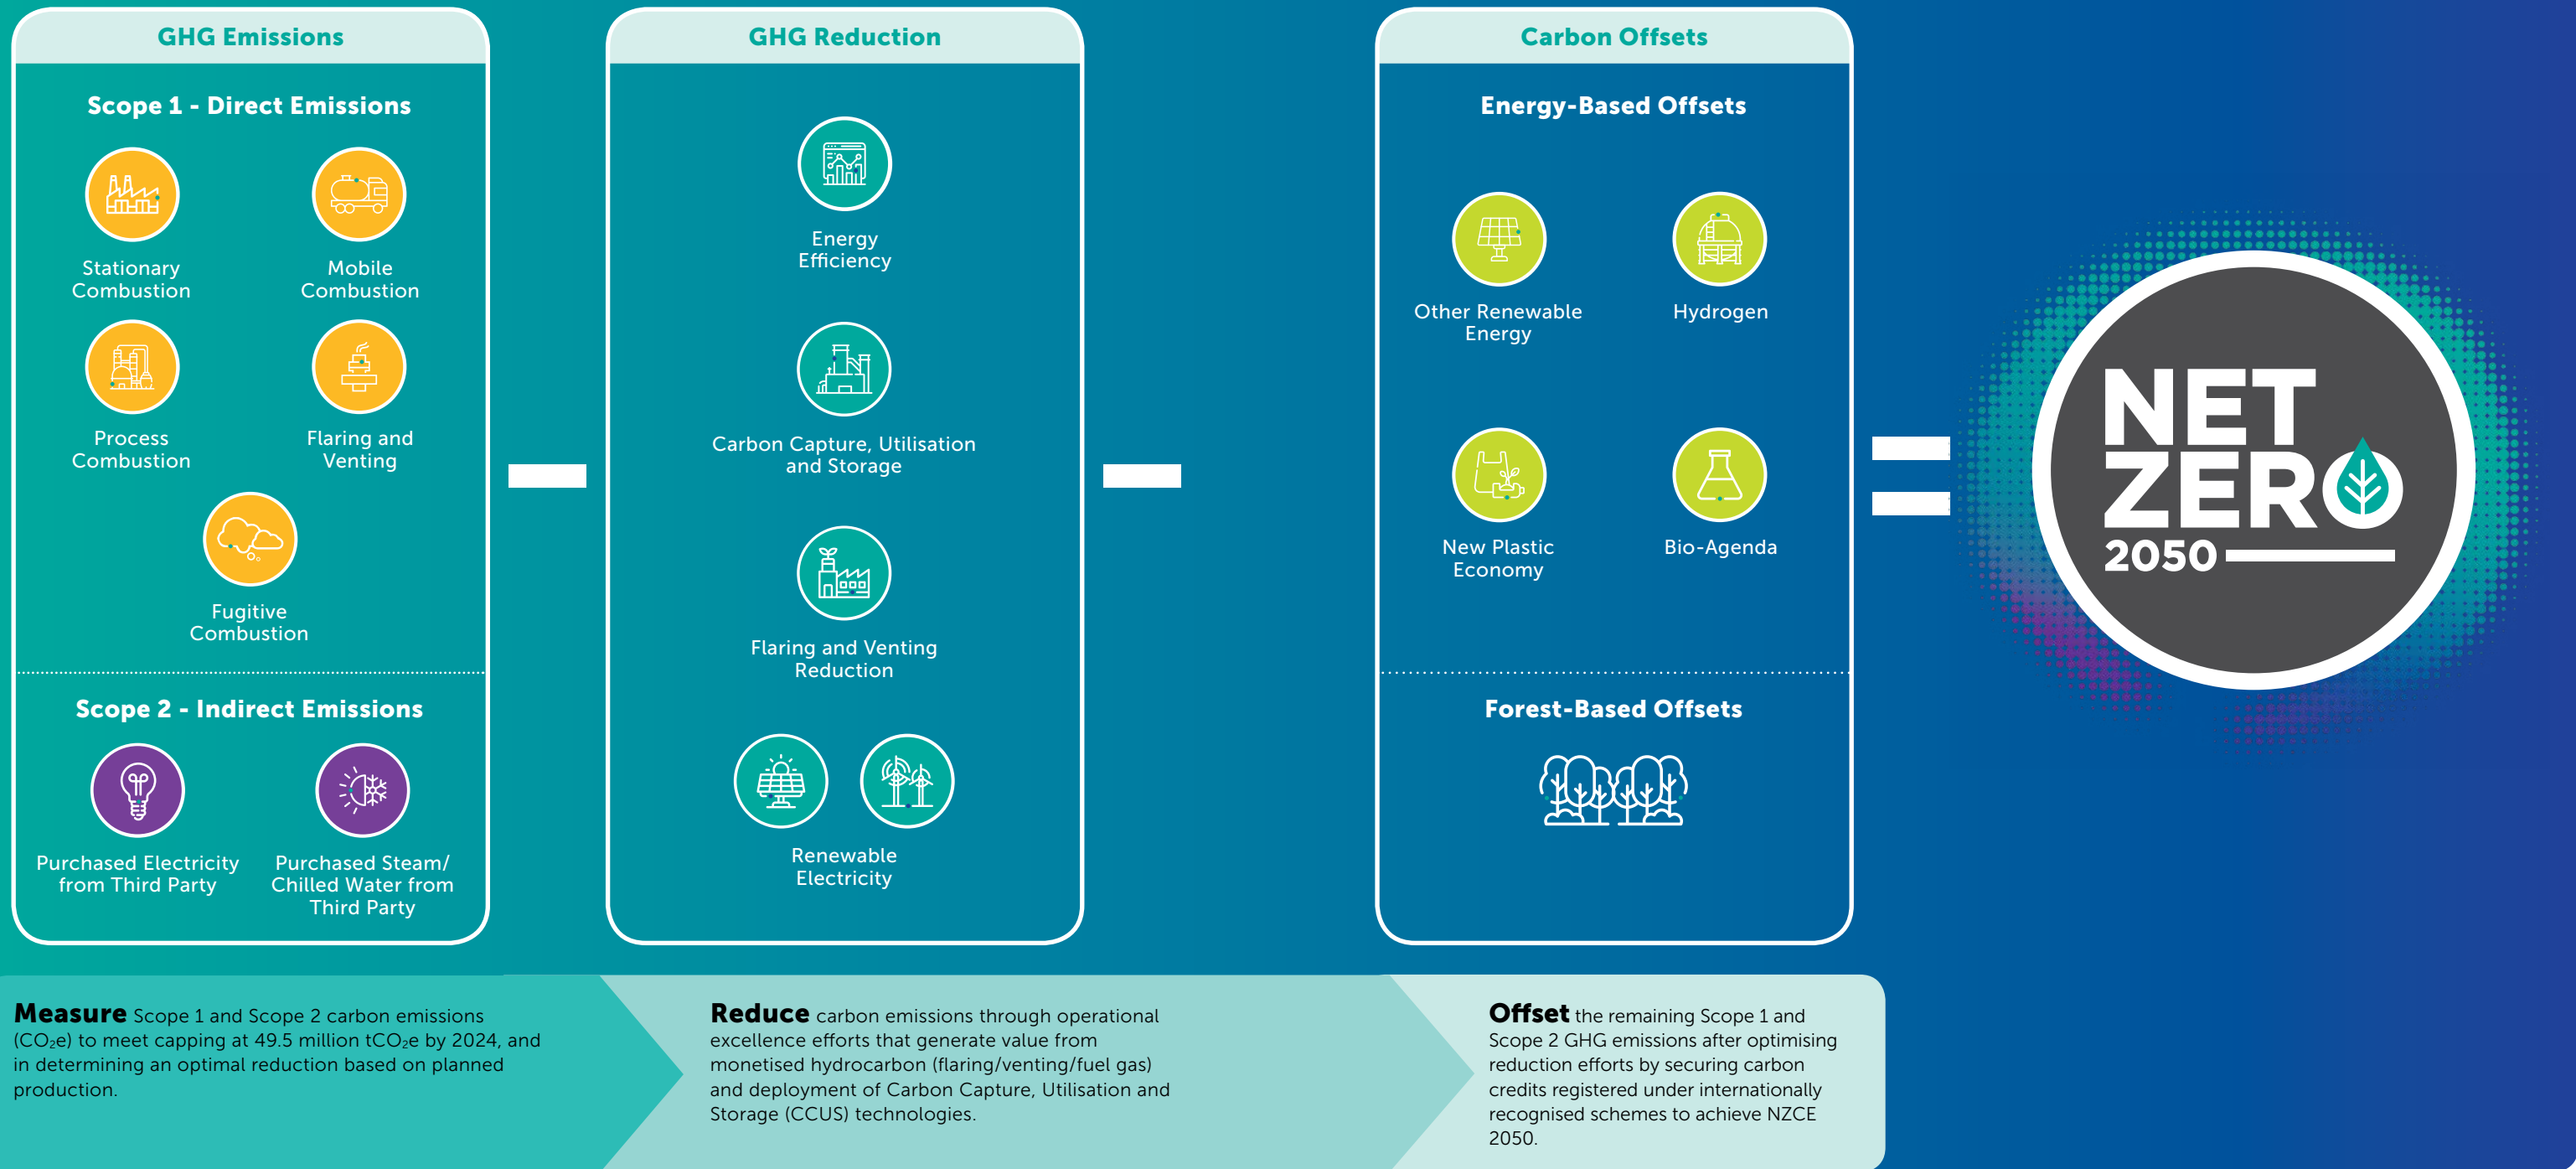 GHG Emissions
Scope 1 - Direct Emissions
Stationary
Combustion
Mobile
Combustion
Process
Combustion
Flaring and
Venting
Fugitive
Combustion
Scope 2 - Indirect Emissions
Purchased Electricity
from Third Party
Purchased Steam/
Chilled Water from
Third Party
GHG Reduction
Energy
Efficiency
Carbon Capture, Utilisation
and Storage
Flaring and Venting
Reduction
Renewable
Electricity
Carbon Offsets
Energy-Based Offsets
Other Renewable
Energy
Hydrogen
New Plastic
Economy
Bio-Agenda
Forest-Based Offsets
NET
ZERO
2050
Measure Scope 1 and Scope 2 carbon emissions
(CO₂e) to meet capping at 49.5 million tCO₂e by 2024, and
in determining an optimal reduction based on planned
production.
Reduce carbon emissions through operational
excellence efforts that generate value from
monetised hydrocarbon (flaring/venting/fuel gas)
and deployment of Carbon Capture, Utilisation and
Storage (CCUS) technologies.
Offset the remaining Scope 1 and
Scope 2 GHG emissions after optimising
reduction efforts by securing carbon
credits registered under internationally
recognised schemes to achieve NZCE
2050.